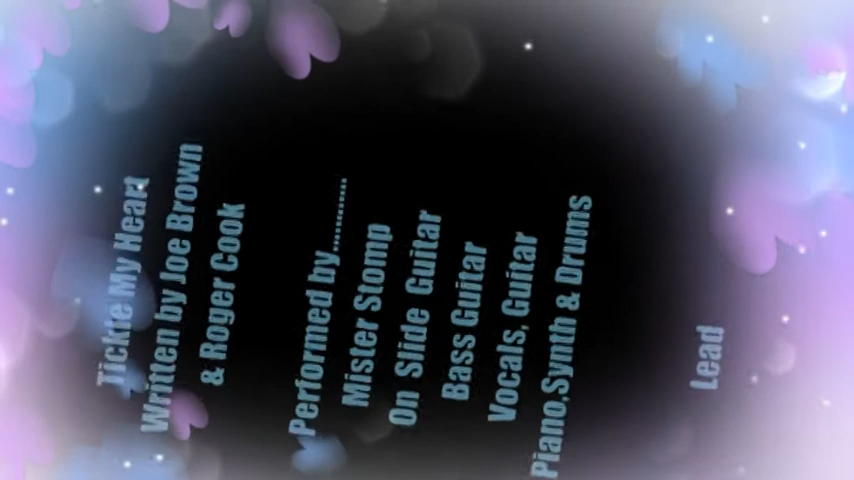 Tickle My Heart
Written by Joe Brown
& Roger Cook
Performed by............
Mister Stomp
On Slide Guitar
Bass Guitar
Vocals, Guitar
Piano,Synth & Drums
Lead